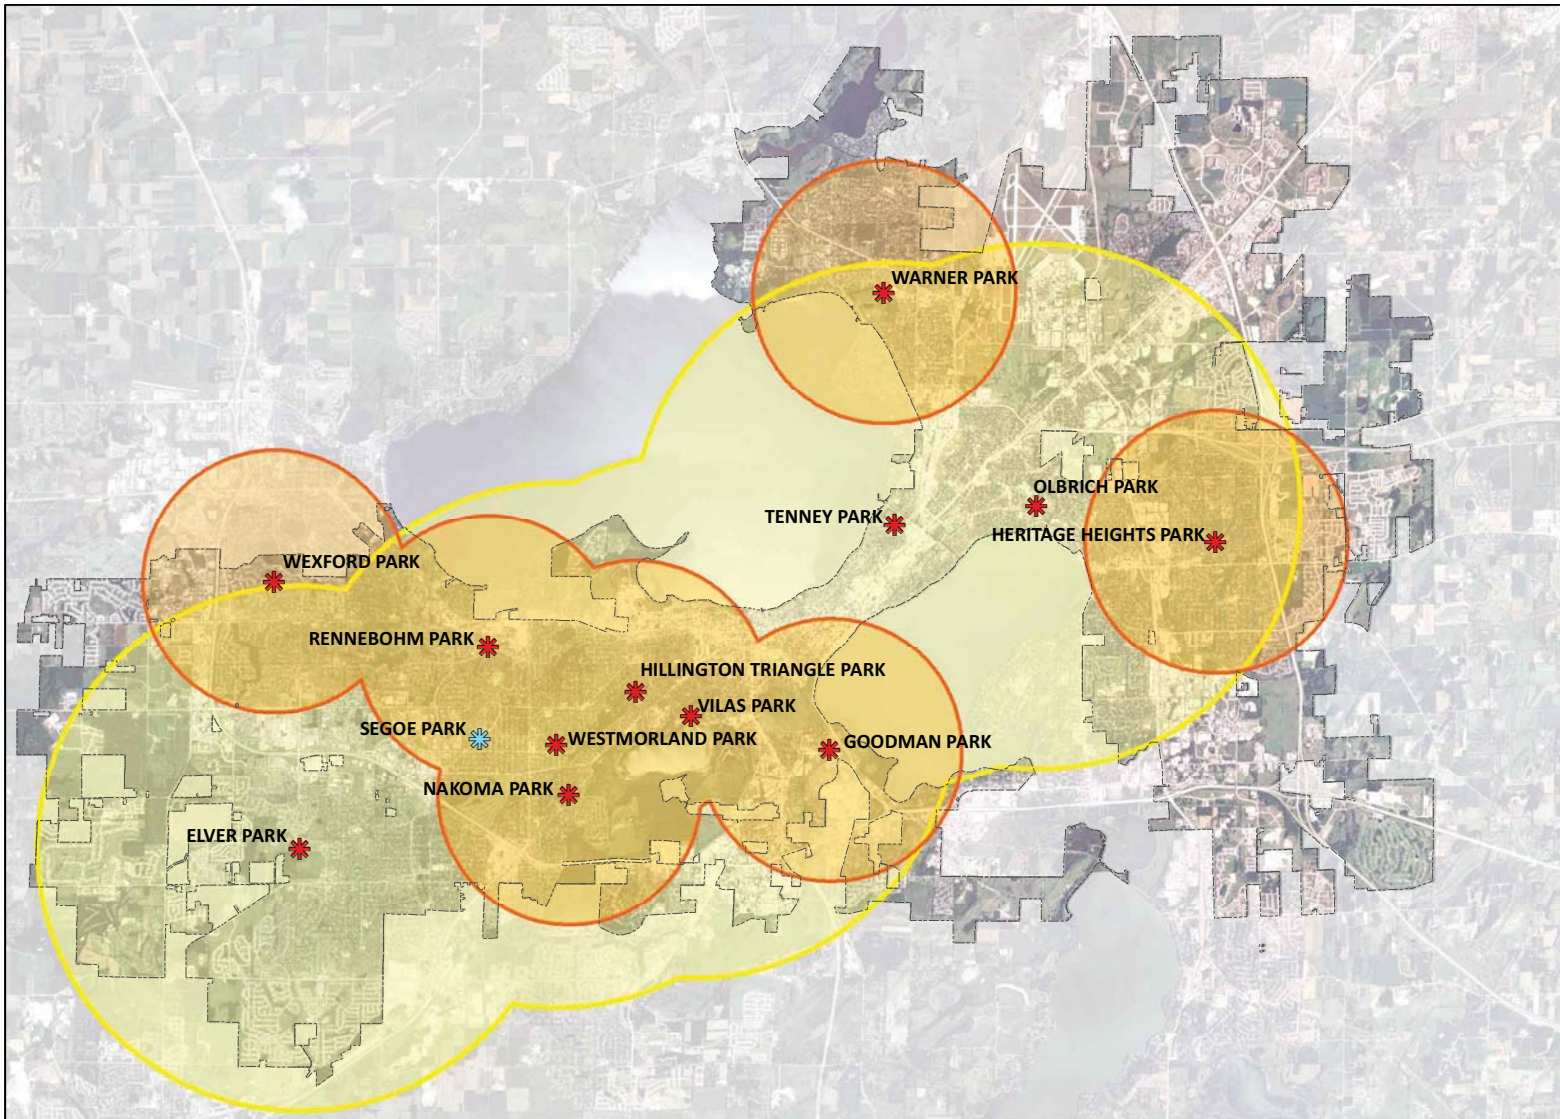 WARNER PARK
OLBRICH PARK
TENNEY PARK
HERITAGE HEIGHTS PARK
WEXFORD PARK
RENNEBOHM PARK
HILLINGTON TRIANGLE PARK
VILAS PARK
SEGOE PARK
WESTMORLAND PARK
GOODMAN PARK
NAKOMA PARK
ELVER PARK